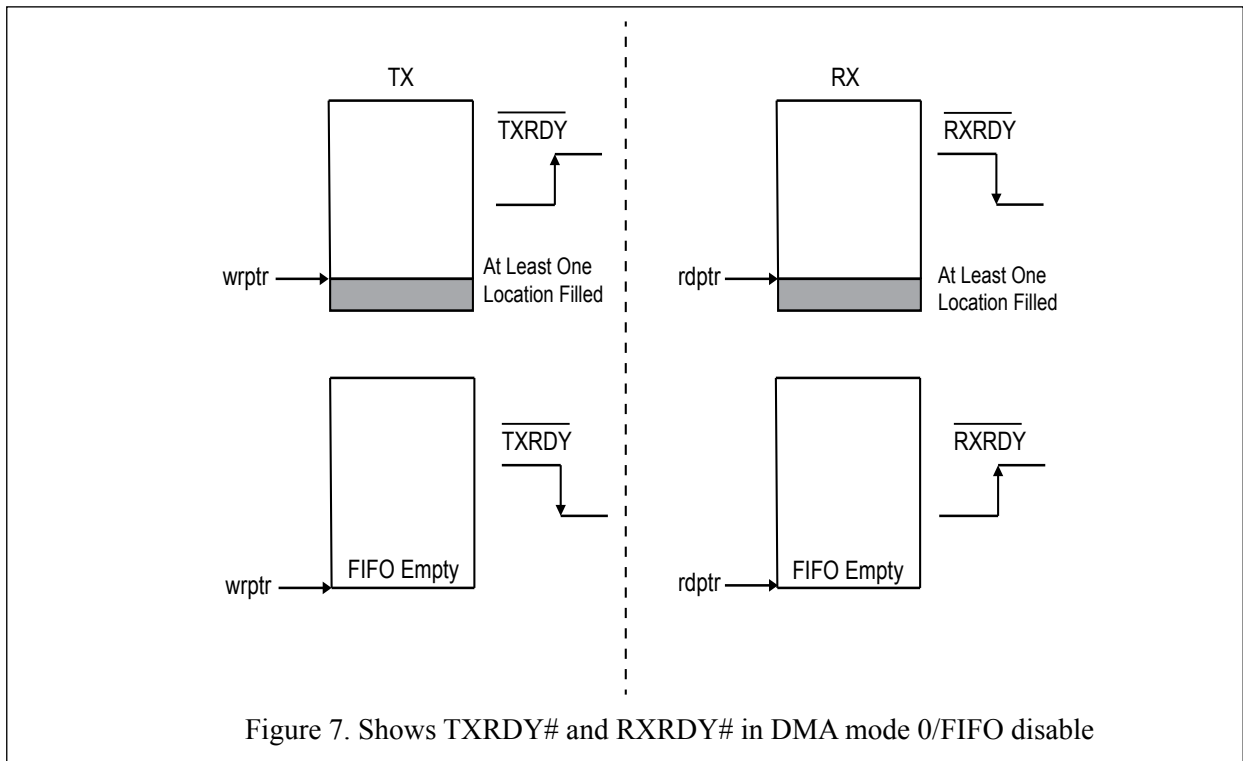 TX
TXRDY
wrptr
At Least One
Location Filled
TXRDY
wrptr
FIFO Empty
RX
RXRDY
rdptr
At Least One
Location Filled
RXRDY
rdptr
FIFO Empty
Figure 7. Shows TXRDY# and RXRDY# in DMA mode 0/FIFO disable